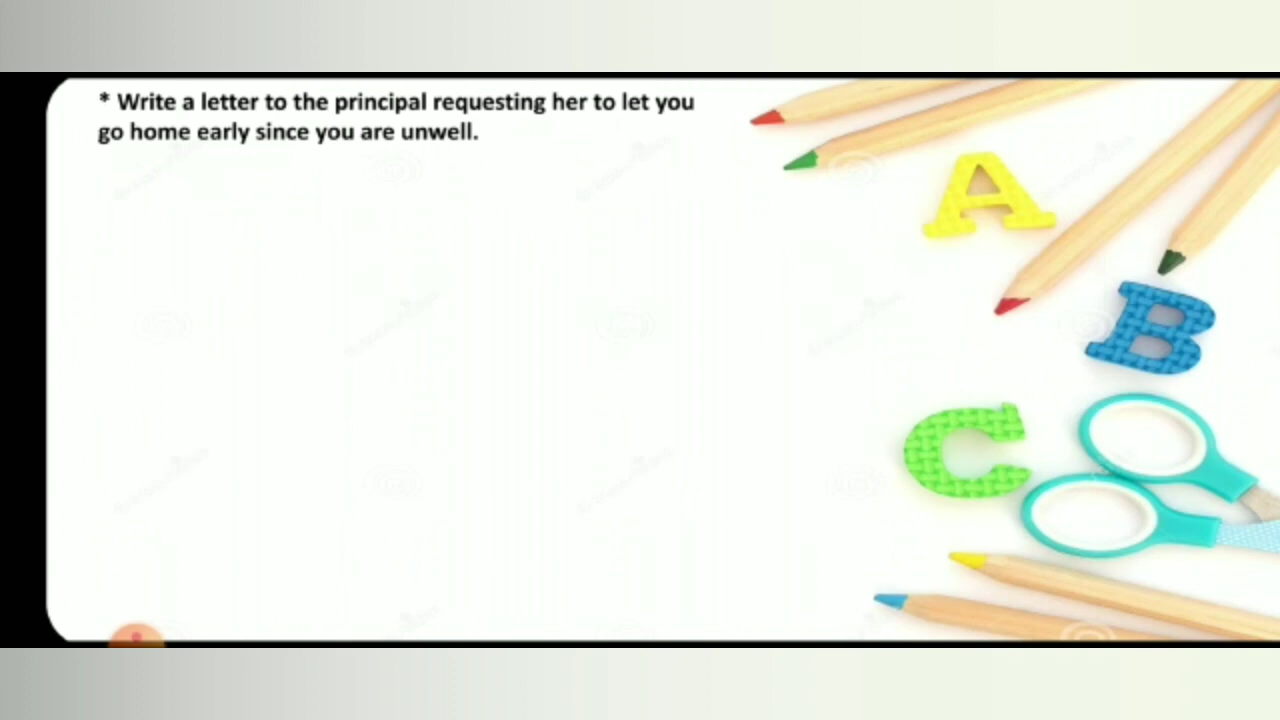 * Write a letter to the principal requesting her to let you
go home early since you are unwell.
A
B
C